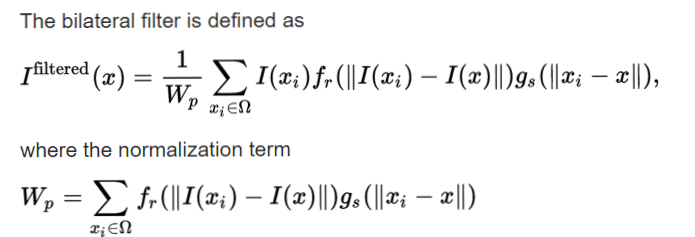 The bilateral filter is defined as
I^filtered (x) = 1/W_p ∑_{x_i∈Ω} I(x_i)f_r(‖I(x_i) − I(x)‖)g_s(‖x_i − x‖),
where the normalization term
W_p = ∑_{x_i∈Ω} f_r(‖I(x_i) − I(x)‖)g_s(‖x_i − x‖)